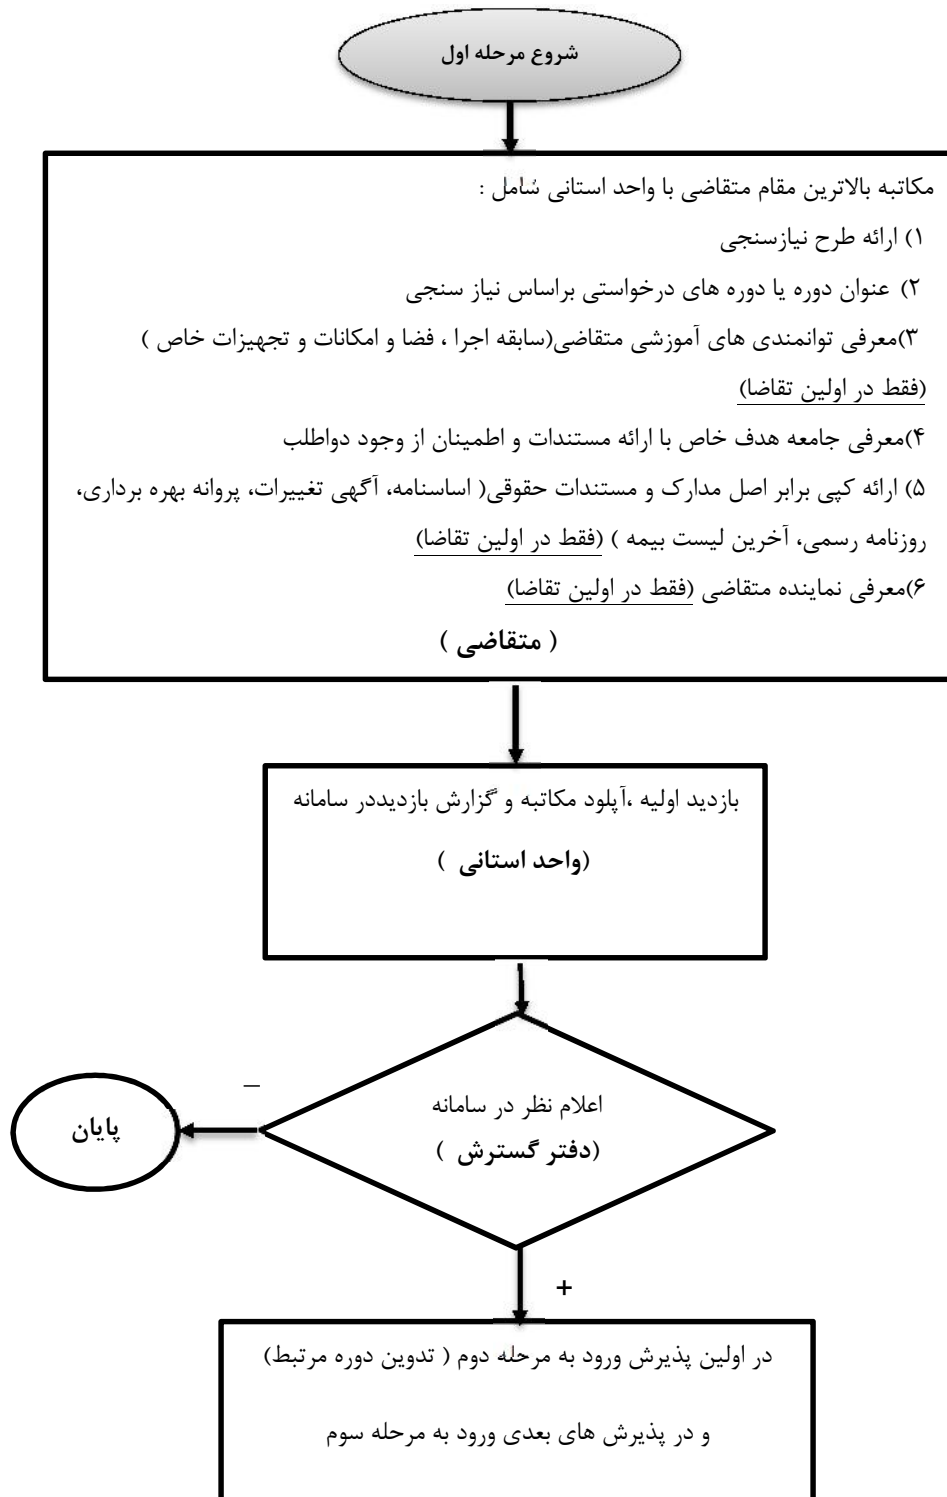 شروع مرحله اول
مکاتبه بالاترین مقام متقاضی با واحد استانی شامل :
۱) ارائه طرح نیازسنجی
۲) عنوان دوره یا دوره های درخواستی براساس نیاز سنجی
۳)معرفی توانمندی های آموزشی متقاضی(سابقه اجرا ، فضا و امکانات و تجهیزات خاص )
(فقط در اولین تقاضا)
۴)معرفی جامعه هدف خاص با ارائه مستندات و اطمینان از وجود دواطلب
۵) ارائه کپی برابر اصل مدارک و مستندات حقوقی( اساسنامه، آگهی تغییرات، پروانه بهره برداری،
روزنامه رسمی، آخرین لیست بیمه ) (فقط در اولین تقاضا)
۶)معرفی نماینده متقاضی (فقط در اولین تقاضا)
( متقاضی )
بازدید اولیه ،آپلود مکاتبه و گزارش بازدیددر سامانه
(واحد استانی )
اعلام نظر در سامانه
(دفتر گسترش )
–
پایان
+
در اولین پذیرش ورود به مرحله دوم ( تدوین دوره مرتبط)
و در پذیرش های بعدی ورود به مرحله سوم